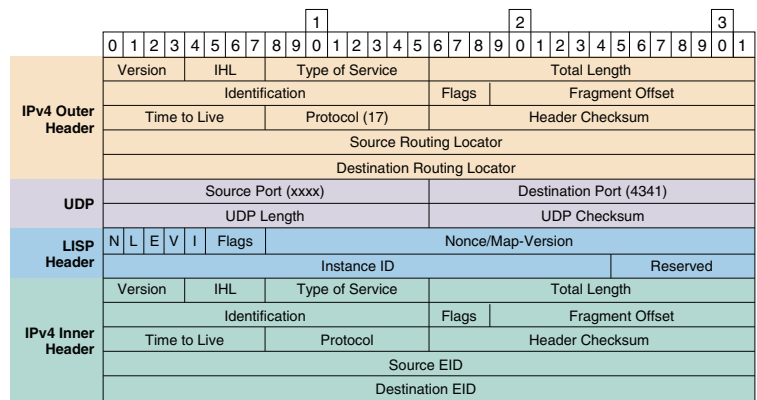 1 2 3
0 1 2 3 4 5 6 7 8 9 0 1 2 3 4 5 6 7 8 9 0 1 2 3 4 5 6 7 8 9 0 1
IPv4 Outer Header
Version IHL Type of Service Total Length
Identification Flags Fragment Offset
Time to Live Protocol (17) Header Checksum
Source Routing Locator
Destination Routing Locator
UDP
Source Port (xxxx) Destination Port (4341)
UDP Length UDP Checksum
LISP Header
N L E V I Flags Nonce/Map-Version
Instance ID Reserved
IPv4 Inner Header
Version IHL Type of Service Total Length
Identification Flags Fragment Offset
Time to Live Protocol Header Checksum
Source EID
Destination EID